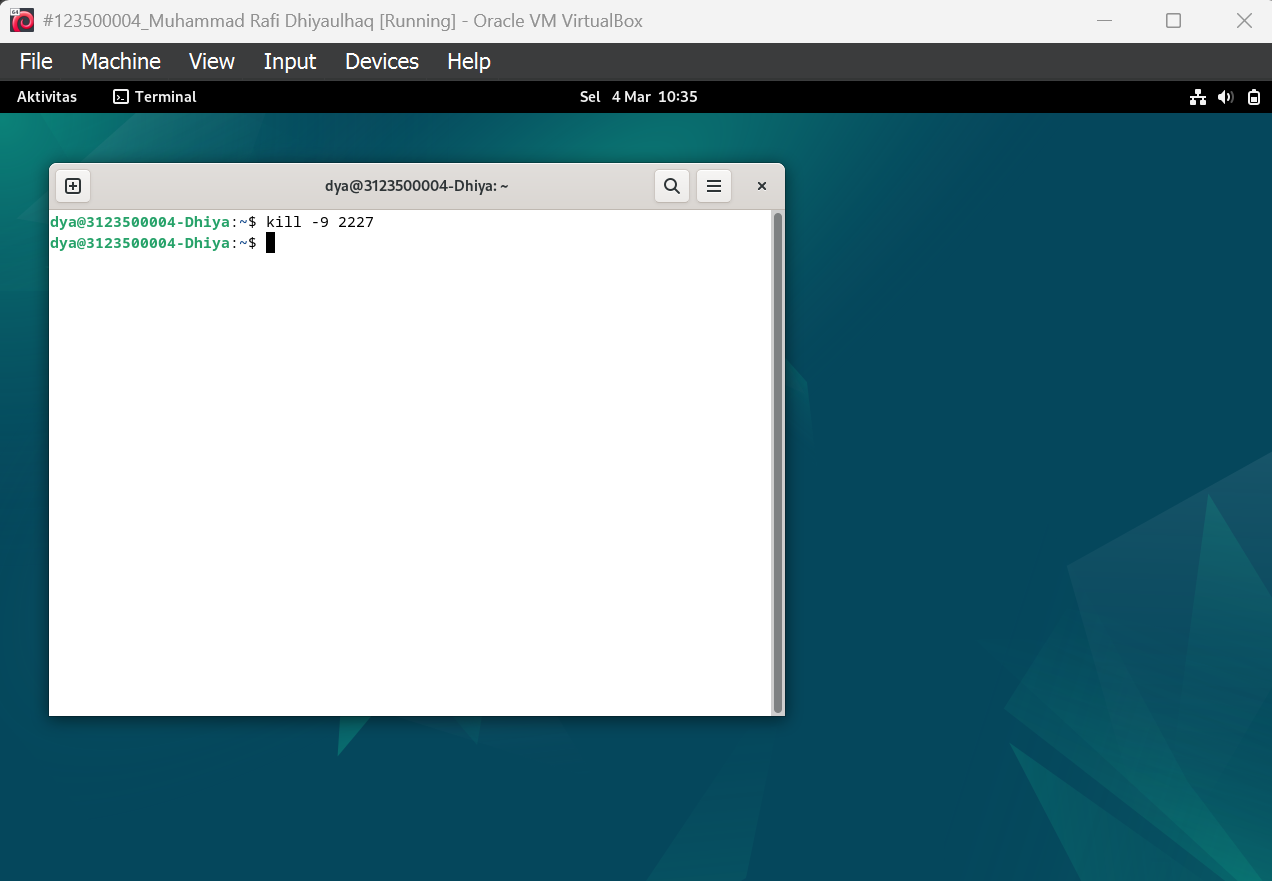 #123500004_Muhammad Rafi Dhiyaulhaq [Running] - Oracle VM VirtualBox
File Machine View Input Devices Help
Aktivitas Terminal Sel 4 Mar 10:35
dya@3123500004-Dhiya: ~
dya@3123500004-Dhiya:~$ kill -9 2227
dya@3123500004-Dhiya:~$